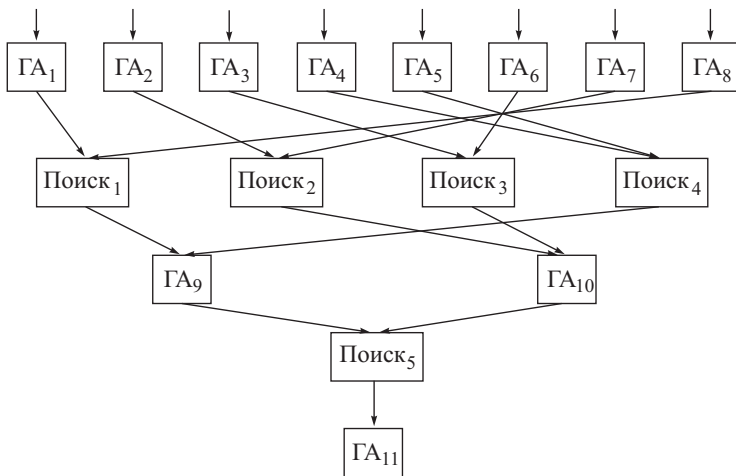 ГА₁ ГА₂ ГА₃ ГА₄ ГА₅ ГА₆ ГА₇ ГА₈
Поиск₁ Поиск₂ Поиск₃ Поиск₄
ГА₉ ГА₁₀
Поиск₅
ГА₁₁